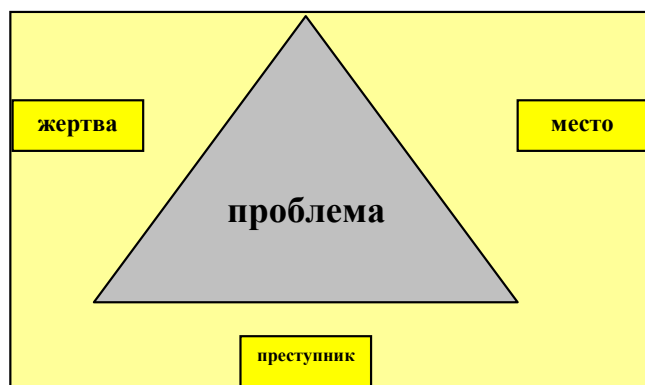 жертва
место
проблема
преступник